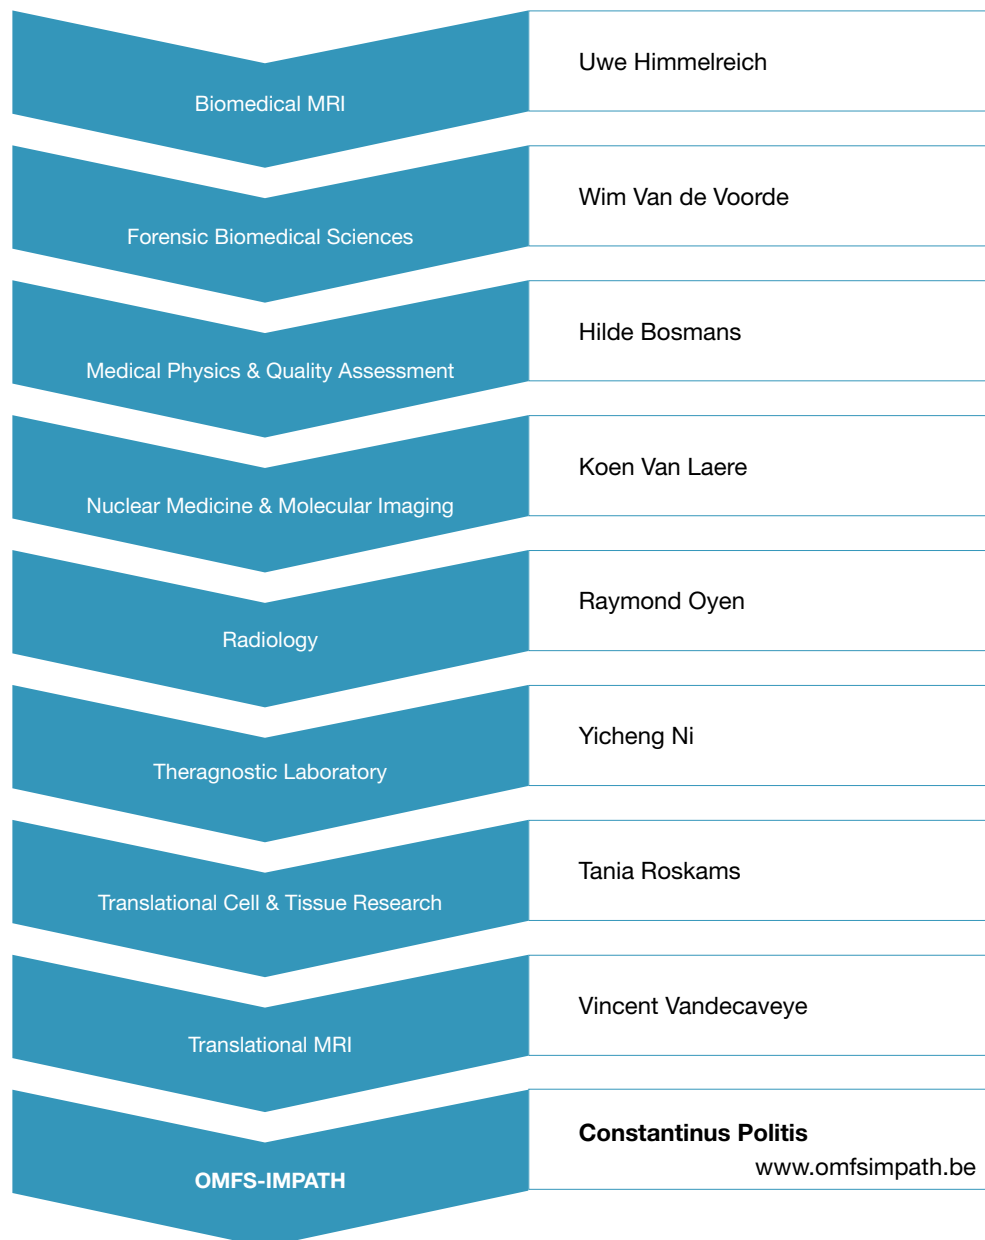 Biomedical MRI
Uwe Himmelreich
Forensic Biomedical Sciences
Wim Van de Voorde
Medical Physics & Quality Assessment
Hilde Bosmans
Nuclear Medicine & Molecular Imaging
Koen Van Laere
Radiology
Raymond Oyen
Theragnostic Laboratory
Yicheng Ni
Translational Cell & Tissue Research
Tania Roskams
Translational MRI
Vincent Vandecaveye
OMFS-IMPATH
Constantinus Politis
www.omfsimpath.be